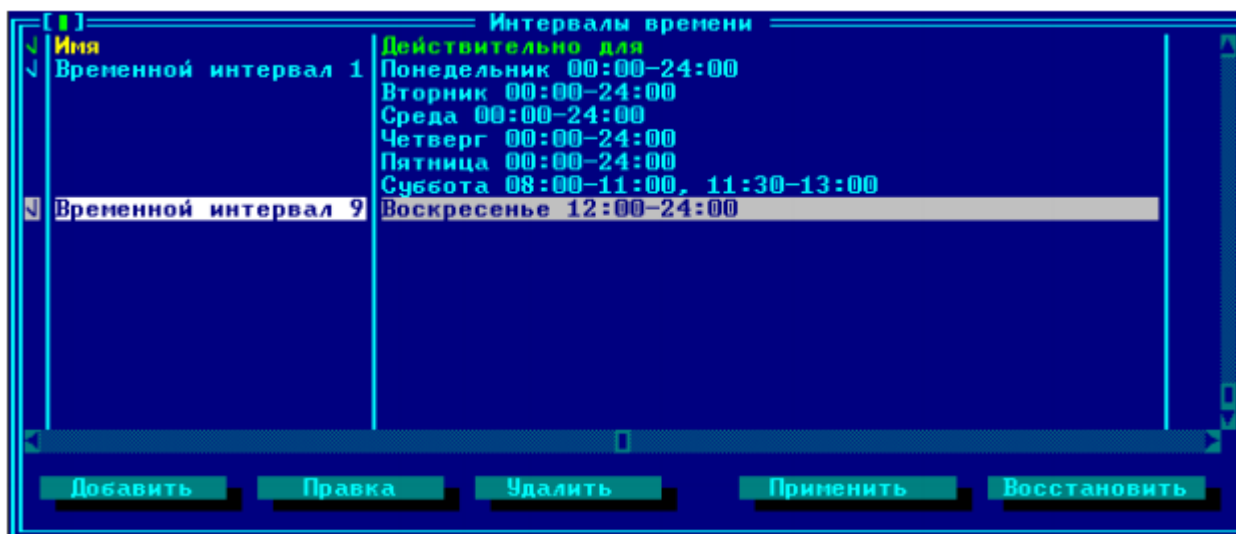 Интервалы времени
Имя Действительно для
Временной интервал 1 Понедельник 00:00-24:00
Вторник 00:00-24:00
Среда 00:00-24:00
Четверг 00:00-24:00
Пятница 00:00-24:00
Суббота 08:00-11:00, 11:30-13:00
Временной интервал 9 Воскресенье 12:00-24:00
Добавить Правка Удалить Применить Восстановить